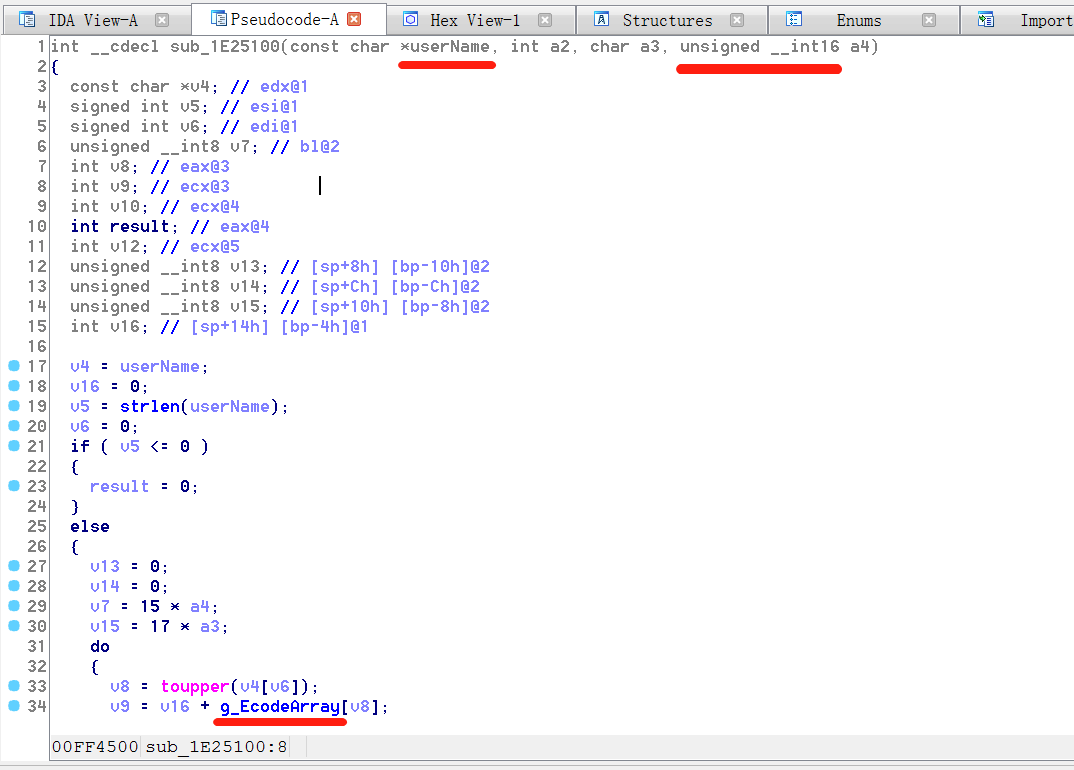 IDA View-A Pseudocode-A Hex View-1 Structures Enums Import
1 int __cdecl sub_1E25100(const char *userName, int a2, char a3, unsigned __int16 a4)
2 {
3 const char *v4; // edx@1
4 signed int v5; // esi@1
5 signed int v6; // edi@1
6 unsigned __int8 v7; // bl@2
7 int v8; // eax@3
8 int v9; // ecx@3
9 int v10; // ecx@4
10 int result; // eax@4
11 int v12; // ecx@5
12 unsigned __int8 v13; // [sp+8h] [bp-10h]@2
13 unsigned __int8 v14; // [sp+Ch] [bp-Ch]@2
14 unsigned __int8 v15; // [sp+10h] [bp-8h]@2
15 int v16; // [sp+14h] [bp-4h]@1
16
17 v4 = userName;
18 v16 = 0;
19 v5 = strlen(userName);
20 v6 = 0;
21 if ( v5 <= 0 )
22 {
23 result = 0;
24 }
25 else
26 {
27 v13 = 0;
28 v14 = 0;
29 v7 = 15 * a4;
30 v15 = 17 * a3;
31 do
32 {
33 v8 = toupper(v4[v6]);
34 v9 = v16 + g_EcodeArray[v8];
00FF4500 sub_1E25100:8